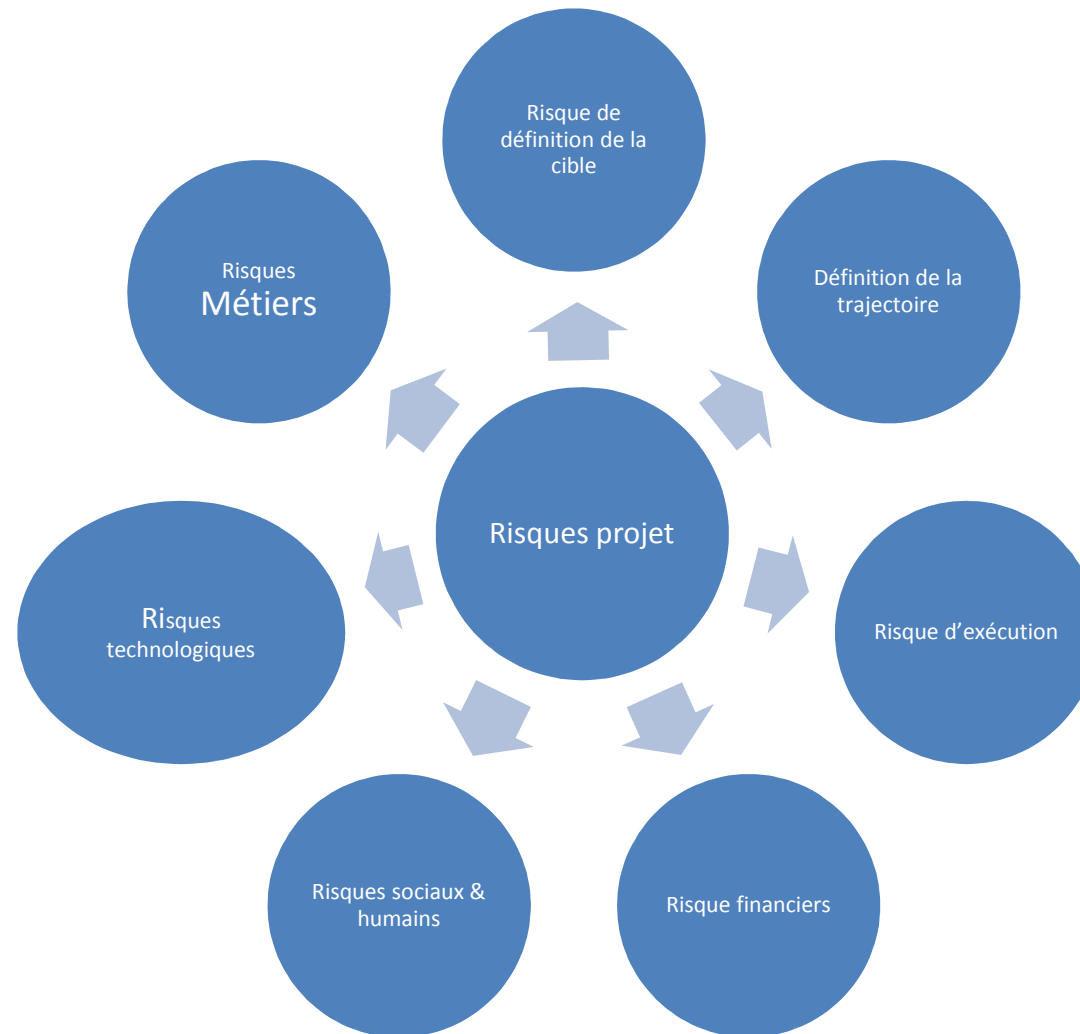 Risque de
définition de la
cible
Définition de la
trajectoire
Risque d’exécution
Risque financiers
Risques sociaux &
humains
Risques
technologiques
Risques
Métiers
Risques projet